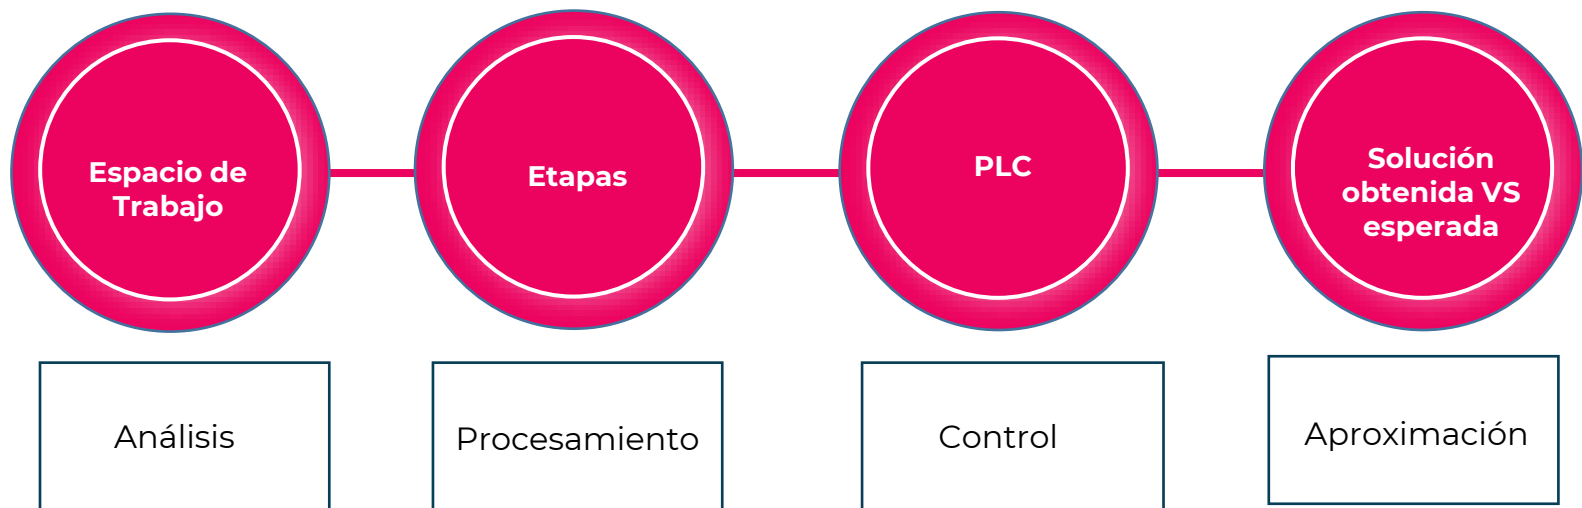 Espacio de
Trabajo
Etapas
PLC
Solución
obtenida VS
esperada
Análisis
Procesamiento
Control
Aproximación